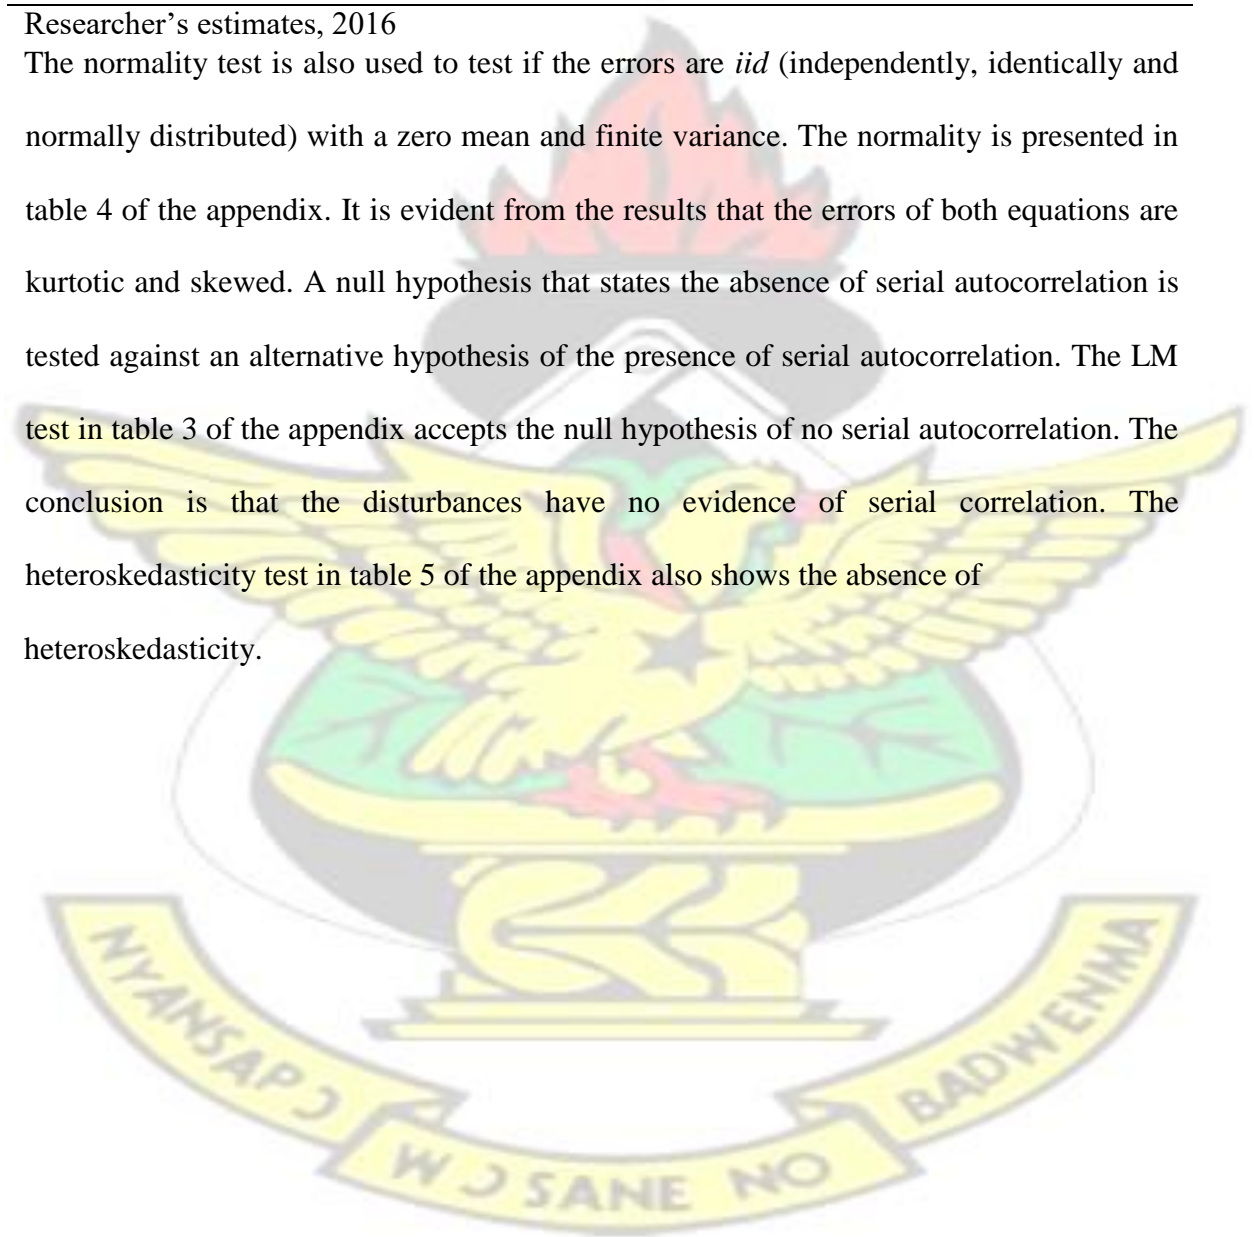 Researcher’s estimates, 2016
The normality test is also used to test if the errors are iid (independently, identically and
normally distributed) with a zero mean and finite variance. The normality is presented in
table 4 of the appendix. It is evident from the results that the errors of both equations are
kurtotic and skewed. A null hypothesis that states the absence of serial autocorrelation is
tested against an alternative hypothesis of the presence of serial autocorrelation. The LM
test in table 3 of the appendix accepts the null hypothesis of no serial autocorrelation. The
conclusion is that the disturbances have no evidence of serial correlation. The
heteroskedasticity test in table 5 of the appendix also shows the absence of
heteroskedasticity.
NYANSAPƆ WƆSANE NO BADWENMA